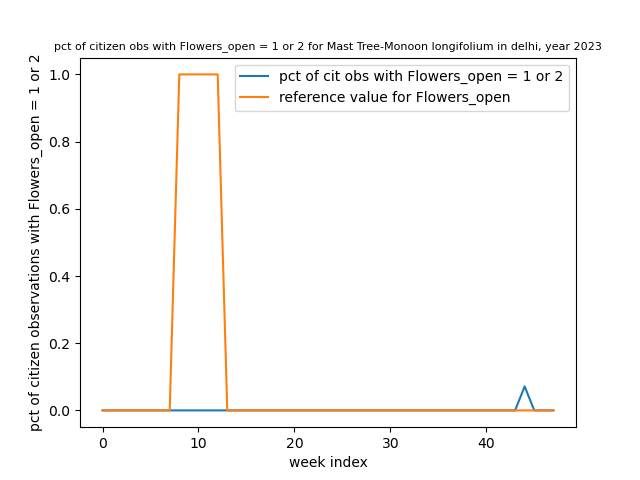 pct of citizen obs with Flowers_open = 1 or 2 for Mast Tree-Monoon longifolium in delhi, year 2023
pct of citizen observations with Flowers_open = 1 or 2
1.0
0.8
0.6
0.4
0.2
0.0
pct of cit obs with Flowers_open = 1 or 2
reference value for Flowers_open
0 10 20 30 40
week index